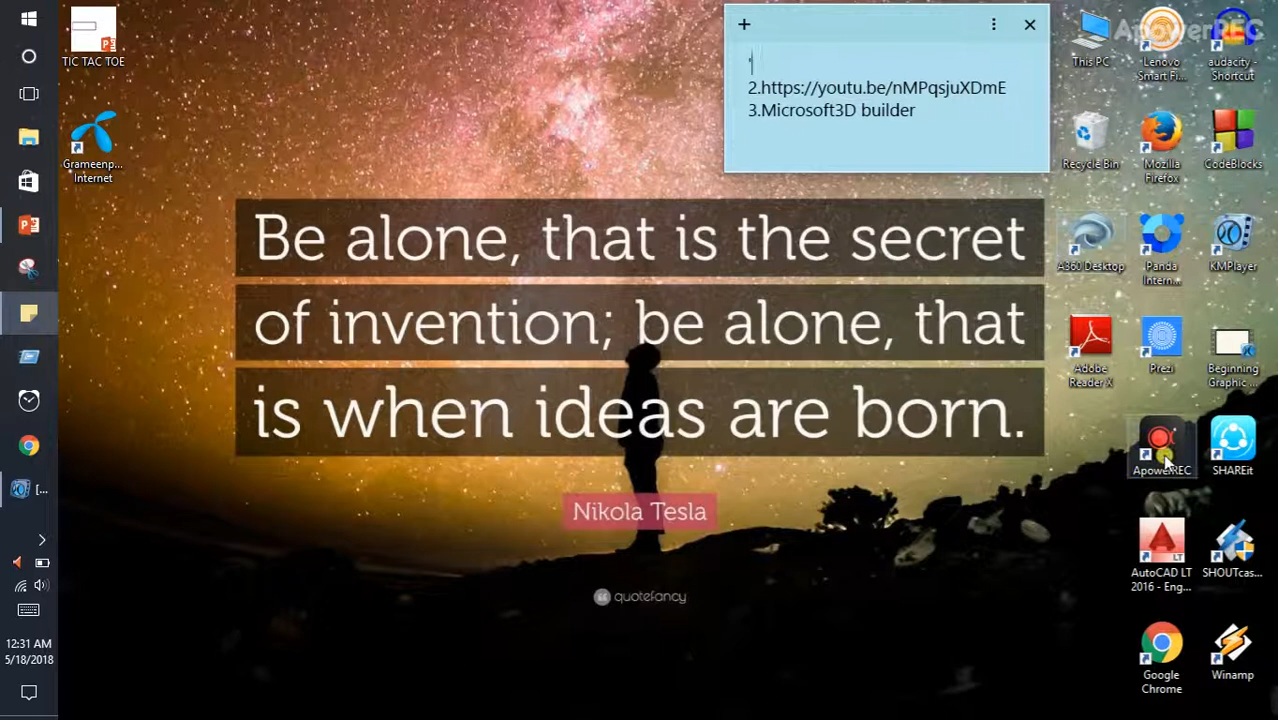 TIC TAC TOE
Grameenp...
Internet
2.https://youtu.be/nMPqsjuXDmE
3.Microsoft3D builder
ApowerREC
This PC
Lenovo
Smart Fi...
audacity -
Shortcut
Recycle Bin
Mozilla
Firefox
CodeBlocks
A360 Desktop
Panda
Intern...
KMPlayer
Adobe
Reader X
Prezi
Beginning
Graphic ...
ApowerREC
SHAREit
AutoCAD LT
2016 - Eng...
SHOUTcas...
Google
Chrome
Winamp
Be alone, that is the secret
of invention; be alone, that
is when ideas are born.
Nikola Tesla
quotefancy
[...
12:31 AM
5/18/2018